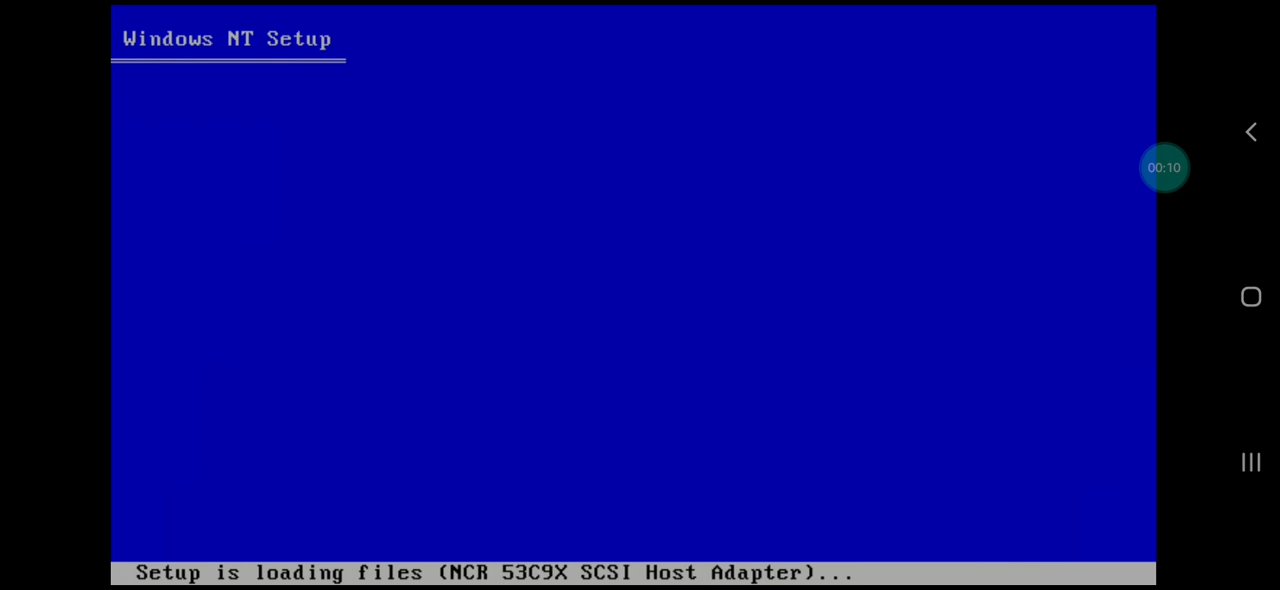 Windows NT Setup
00:10
Setup is loading files (NCR 53C9X SCSI Host Adapter)...